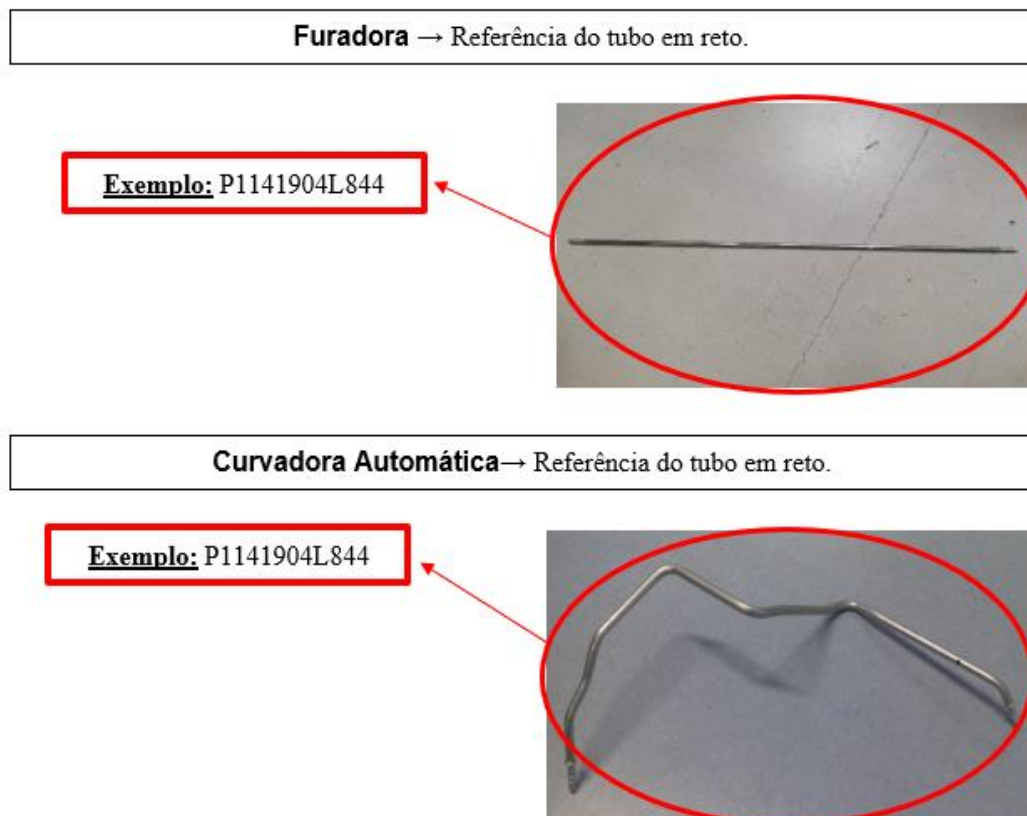 Furadora → Referência do tubo em reto.
Exemplo: P1141904L844
Curvadora Automática→ Referência do tubo em reto.
Exemplo: P1141904L844